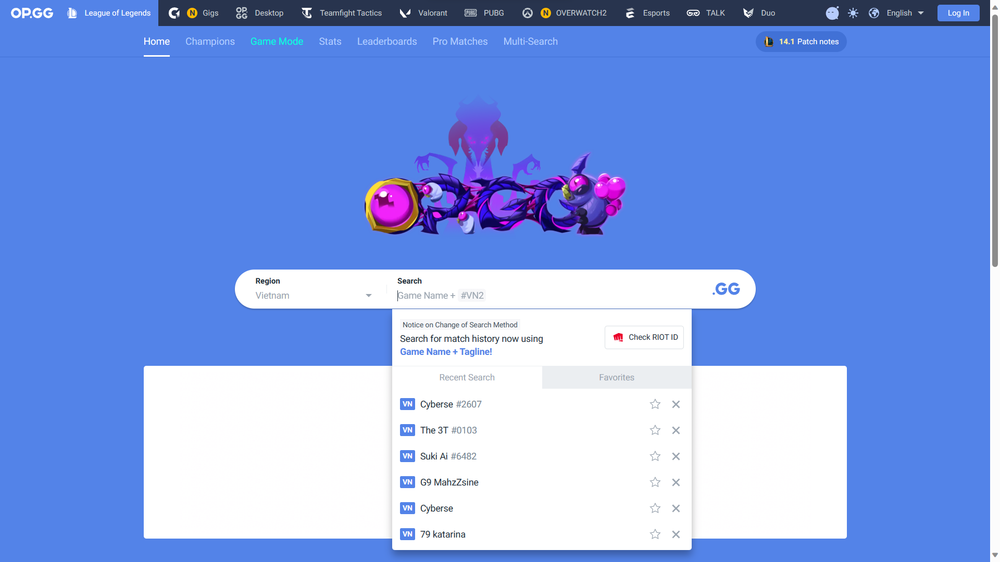 OP.GG League of Legends N Gigs OP.GG Desktop Teamfight Tactics Valorant PUBG PUBG N OVERWATCH2 Esports TALK Duo English Log In
Home Champions Game Mode Stats Leaderboards Pro Matches Multi-Search 14.1 Patch notes
OPGG
Region
Vietnam
Search
Game Name + #VN2
.GG
Notice on Change of Search Method
Search for match history now using
Game Name + Tagline!
Check RIOT ID
Recent Search Favorites
VN Cyberse #2607
VN The 3T #0103
VN Suki Ai #6482
VN G9 MahzZsine
VN Cyberse
VN 79 katarina